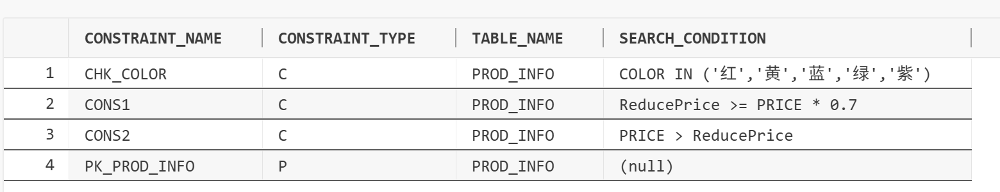 CONSTRAINT_NAME CONSTRAINT_TYPE TABLE_NAME SEARCH_CONDITION
1 CHK_COLOR C PROD_INFO COLOR IN ('红','黄','蓝','绿','紫')
2 CONS1 C PROD_INFO ReducePrice >= PRICE * 0.7
3 CONS2 C PROD_INFO PRICE > ReducePrice
4 PK_PROD_INFO P PROD_INFO (null)